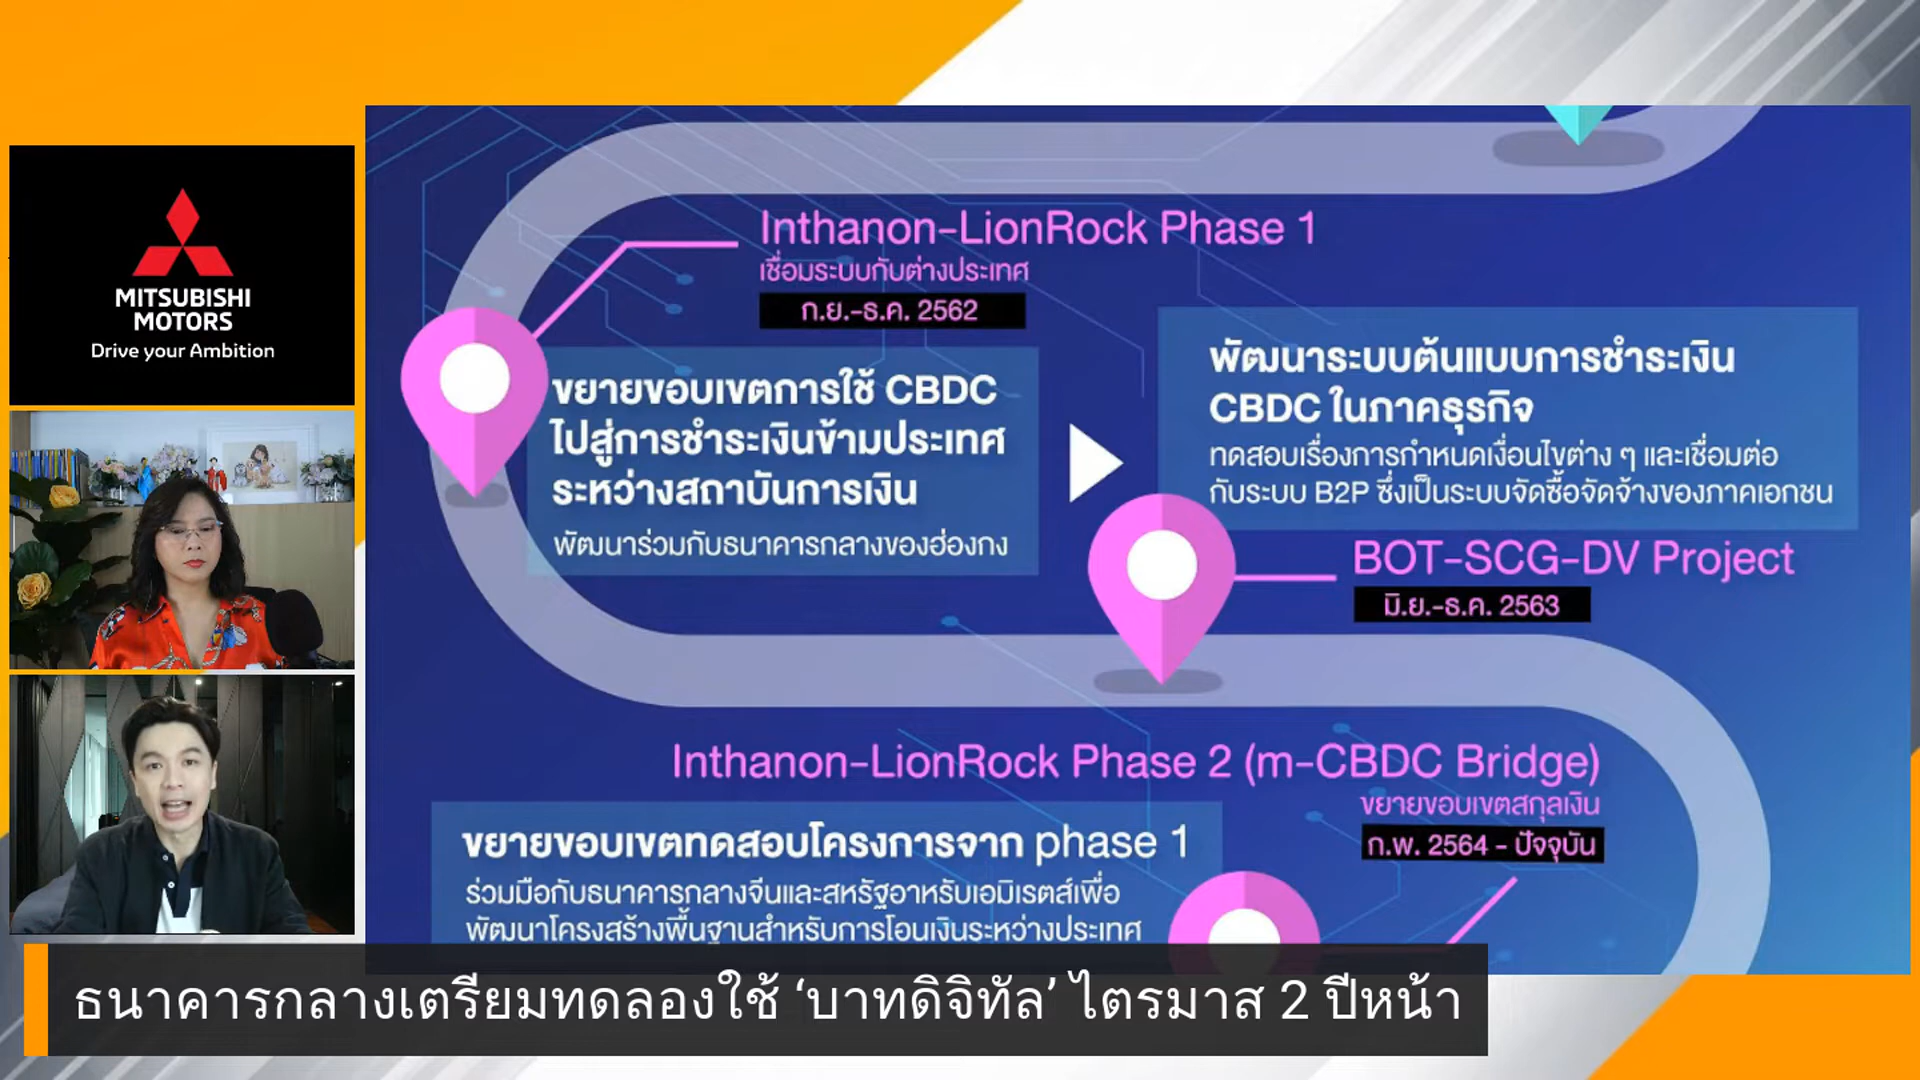 MITSUBISHI
MOTORS
Drive your Ambition
Inthanon-LionRock Phase 1
เชื่อมระบบกับต่างประเทศ
ก.ย.-ธ.ค. 2562
ขยายขอบเขตการใช้ CBDC
ไปสู่การชำระเงินข้ามประเทศ
ระหว่างสถาบันการเงิน
พัฒนาร่วมกับธนาคารกลางของฮ่องกง
พัฒนาระบบต้นแบบการชำระเงิน
CBDC ในภาคธุรกิจ
ทดสอบเรื่องการกำหนดเงื่อนไขต่าง ๆ และเชื่อมต่อ
กับระบบ B2P ซึ่งเป็นระบบจัดซื้อจัดจ้างของภาคเอกชน
BOT-SCG-DV Project
มิ.ย.-ธ.ค. 2563
Inthanon-LionRock Phase 2 (m-CBDC Bridge)
ขยายขอบเขตสกุลเงิน
ก.พ. 2564 - ปัจจุบัน
ขยายขอบเขตทดสอบโครงการจาก phase 1
ร่วมมือกับธนาคารกลางจีนและสหรัฐอาหรับเอมิเรตส์เพื่อ
พัฒนาโครงสร้างพื้นฐานสำหรับการโอนเงินระหว่างประเทศ
ธนาคารกลางเตรียมทดลองใช้ ‘บาทดิจิทัล’ ไตรมาส 2 ปีหน้า